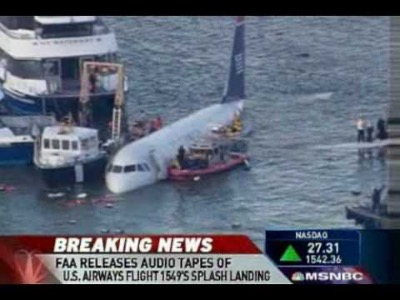 BREAKING NEWS
FAA RELEASES AUDIO TAPES OF
U.S. AIRWAYS FLIGHT 1549'S SPLASH LANDING
NASDAQ
27.31
1542.36
MSNBC